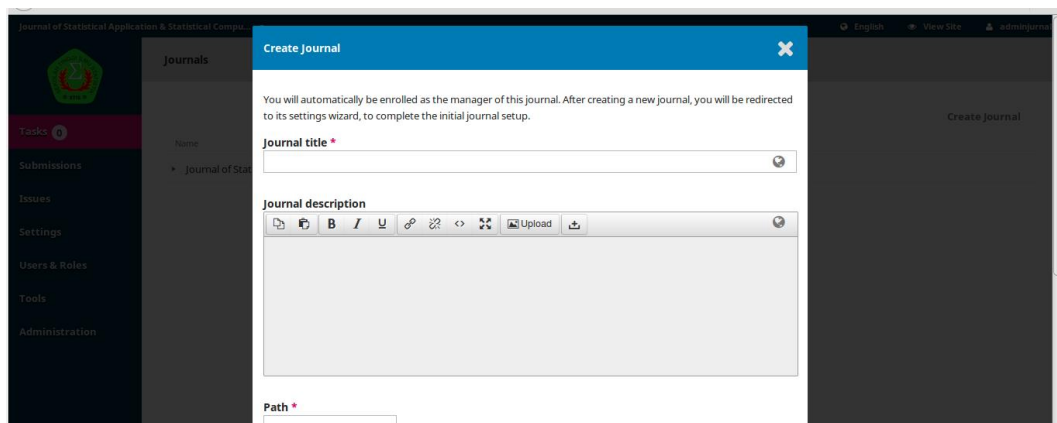 Journal of Statistical Application & Statistical Compu...
English
View Site
adminjurnal
Journals
Create Journal
Tasks 0
Name
Journal of Stat
Submissions
Issues
Settings
Users & Roles
Tools
Administration
Create Journal
You will automatically be enrolled as the manager of this journal. After creating a new journal, you will be redirected
to its settings wizard, to complete the initial journal setup.
Journal title *
Journal description
B I U Upload
Path *